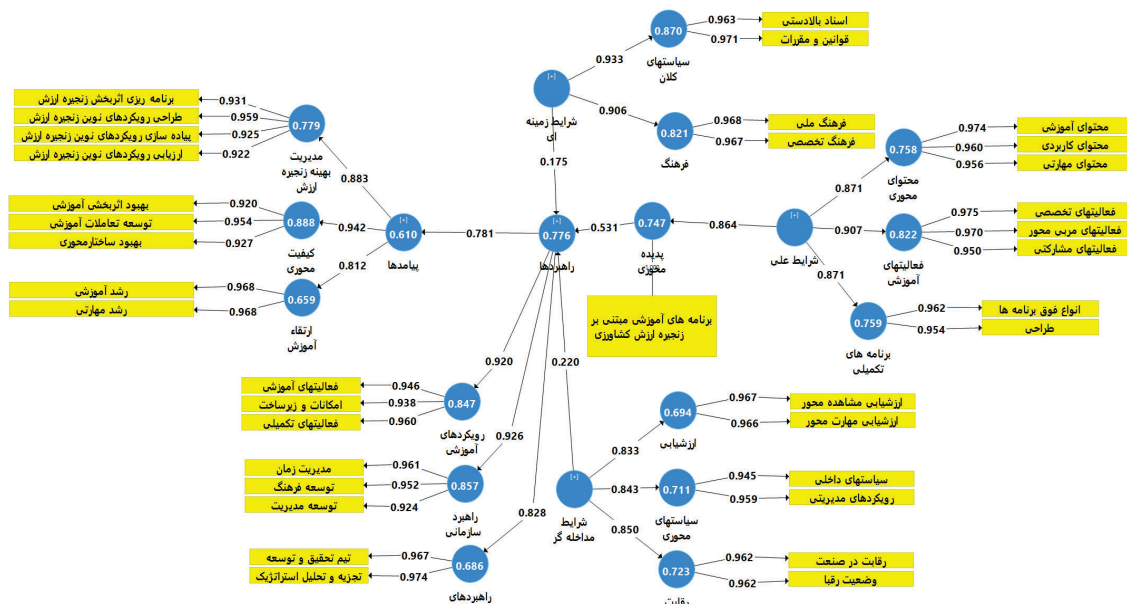 0.963
اسناد بالادستی
0.870
0.971
قوانین و مقررات
سیاستهای
کلان
0.933
[+]
شرایط زمینه
ای
0.906
0.968
فرهنگ ملی
0.821
0.967
فرهنگ تخصصی
فرهنگ
0.175
برنامه ریزی اثربخش زنجیره ارزش
0.931
طراحی رویکردهای نوین زنجیره ارزش
0.959
0.779
پیاده سازی رویکردهای نوین زنجیره ارزش
0.925
ارزیابی رویکردهای نوین زنجیره ارزش
0.922
مدیریت
بهینه زنجیره
ارزش
0.883
بهبود اثربخشی آموزشی
0.920
توسعه تعاملات آموزشی
0.954
0.888
بهبود ساختارمحوری
0.927
کیفیت
محوری
0.942
[+]
0.610
پیامدها
0.812
رشد آموزشی
0.968
0.659
رشد مهارتی
0.968
ارتقاء
آموزش
0.781
0.776
راهبردها
0.531
0.747
پدیده
محوری
برنامه های آموزشی مبتنی بر
زنجیره ارزش کشاورزی
0.864
[+]
شرایط علی
0.871
0.974
محتوای آموزشی
0.758
0.960
محتوای کاربردی
0.956
محتوای مهارتی
محتوای
محوری
0.907
0.975
فعالیتهای تخصصی
0.822
0.970
فعالیتهای مربی محور
0.950
فعالیتهای مشارکتی
فعالیتهای
آموزشی
0.871
0.962
انواع فوق برنامه ها
0.759
0.954
طراحی
برنامه های
تکمیلی
0.920
فعالیتهای آموزشی
0.946
امکانات و زیرساخت
0.938
0.847
فعالیتهای تکمیلی
0.960
رویکردهای
آموزشی
0.926
مدیریت زمان
0.961
توسعه فرهنگ
0.952
0.857
توسعه مدیریت
0.924
راهبرد
سازمانی
0.828
تیم تحقیق و توسعه
0.967
0.686
تجزیه و تحلیل استراتژیک
0.974
راهبردهای
0.220
[+]
شرایط
مداخله گر
0.833
0.967
ارزشیابی مشاهده محور
0.694
0.966
ارزشیابی مهارت محور
ارزشیابی
0.843
0.945
سیاستهای داخلی
0.711
0.959
رویکردهای مدیریتی
سیاستهای
محوری
0.850
0.962
رقابت در صنعت
0.723
0.962
وضعیت رقبا
رقابت